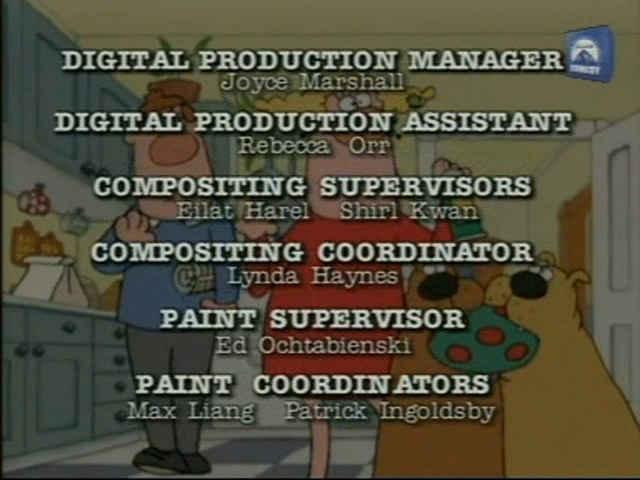 DIGITAL PRODUCTION MANAGER
Joyce Marshall
DIGITAL PRODUCTION ASSISTANT
Rebecca Orr
COMPOSITING SUPERVISORS
Eilat Harel Shirl Kwan
COMPOSITING COORDINATOR
Lynda Haynes
PAINT SUPERVISOR
Ed Ochtabienski
PAINT COORDINATORS
Max Liang Patrick Ingoldsby